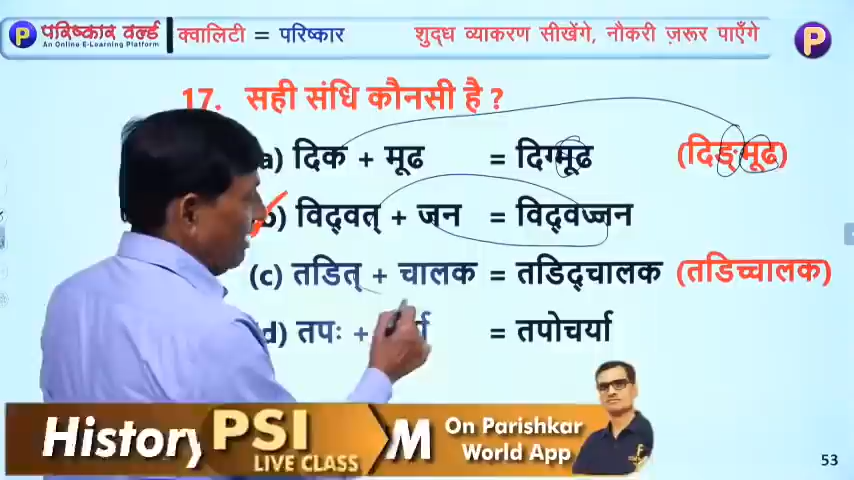 परिष्कार वर्ल्ड
An Online E-Learning Platform
क्वालिटी = परिष्कार
शुद्ध व्याकरण सीखेंगे, नौकरी ज़रूर पाएँगे
P
P
17. सही संधि कौनसी है ?
a) दिक + मूढ = दिग्मूढ (दिङ्मूढ)
b) विद्वत् + जन = विद्वज्जन
(c) तडित् + चालक = तडिद्चालक (तडिच्चालक)
d) तपः + = तपोचर्या
History PSI M
LIVE CLASS
On Parishkar
World App
53